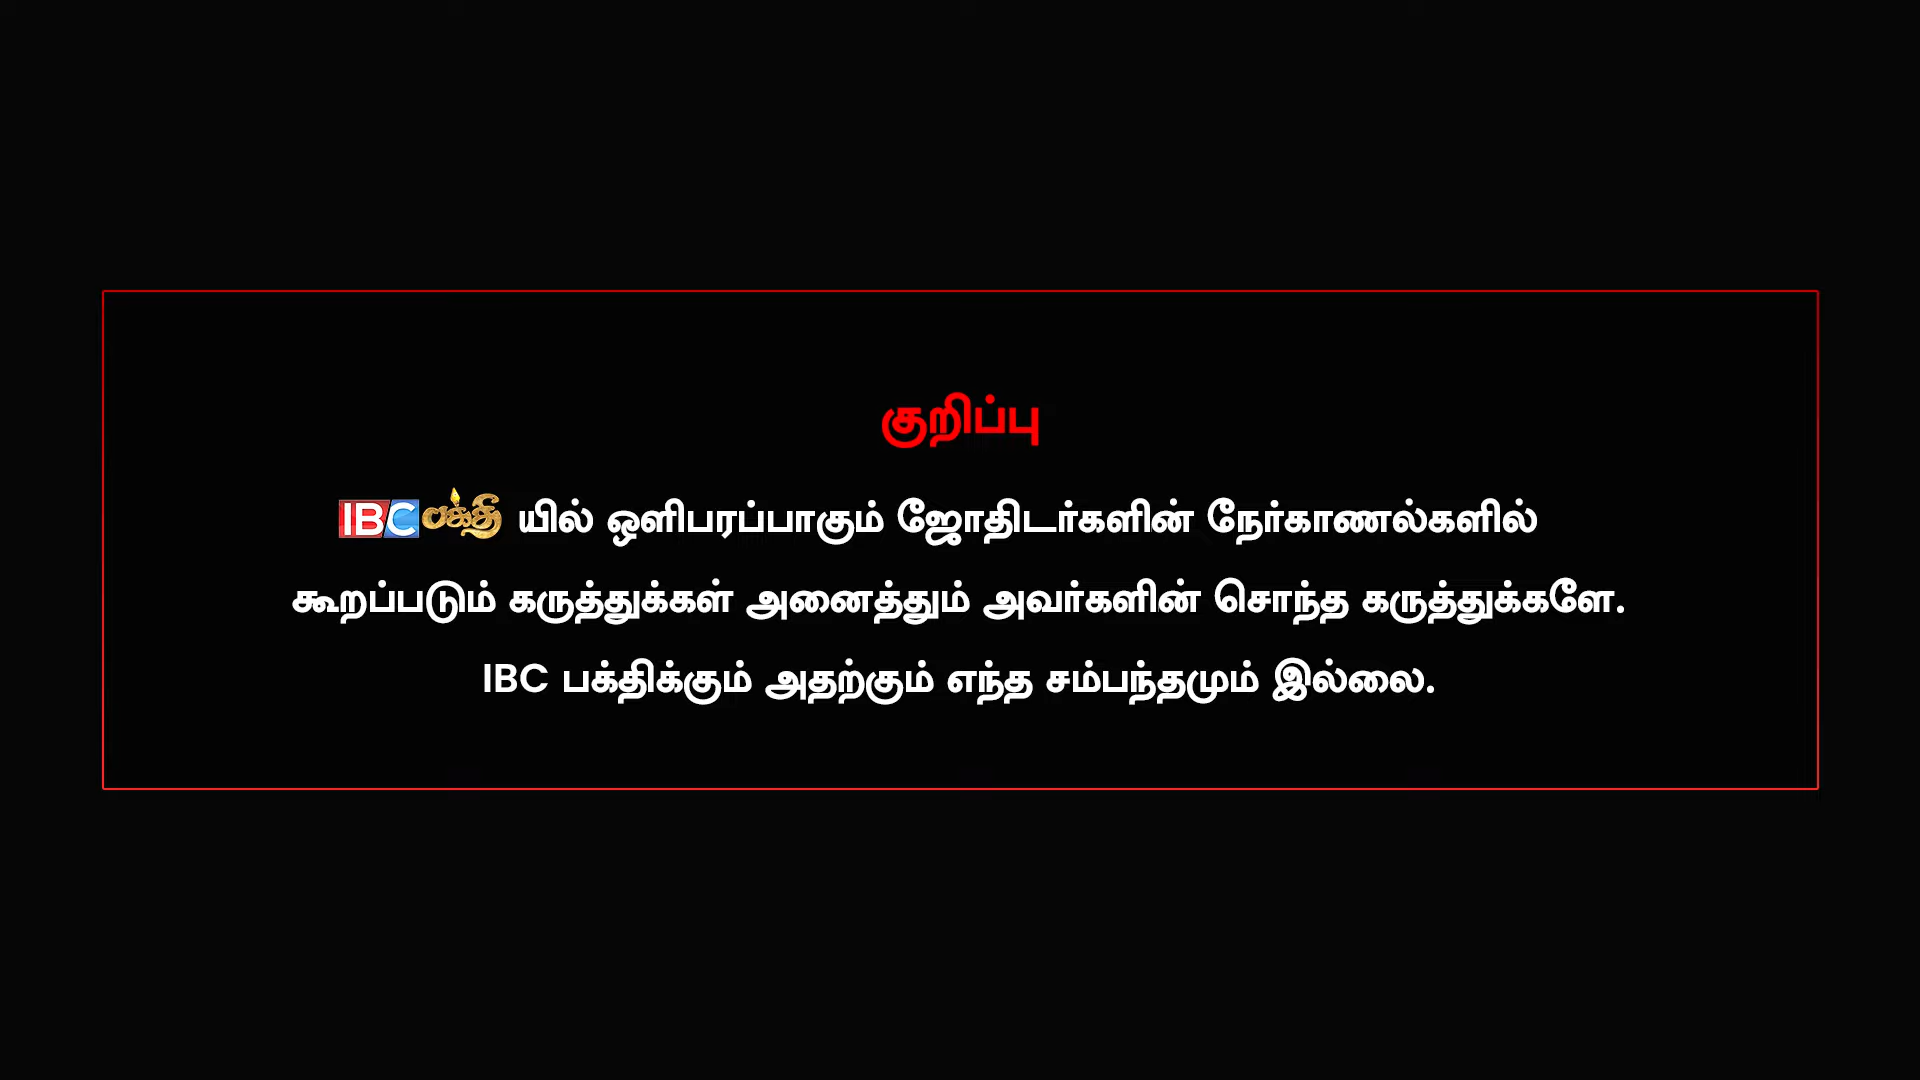 குறிப்பு
IBC பக்தி யில் ஒளிபரப்பாகும் ஜோதிடர்களின் நேர்காணல்களில்
கூறப்படும் கருத்துக்கள் அனைத்தும் அவர்களின் சொந்த கருத்துக்களே.
IBC பக்திக்கும் அதற்கும் எந்த சம்பந்தமும் இல்லை.